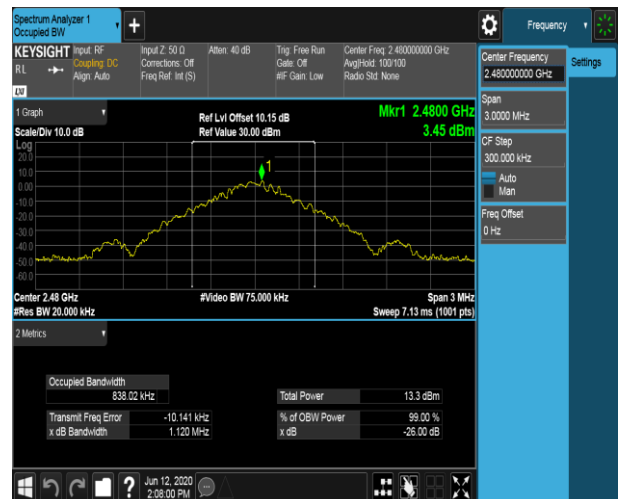 Spectrum Analyzer 1
Occupied BW
Frequency
KEYSIGHT
RL
Input: RF
Coupling: DC
Align: Auto
Input Z: 50 Ω
Corrections: Off
Freq Ref: Int (S)
Atten: 40 dB
Trig: Free Run
Gate: Off
#IF Gain: Low
Center Freq: 2.480000000 GHz
Avg|Hold: 100/100
Radio Std: None
Center Frequency
2.480000000 GHz
Settings
Span
3.0000 MHz
CF Step
300.000 kHz
Auto
Man
Freq Offset
0 Hz
1 Graph
Scale/Div 10.0 dB
Ref Lvl Offset 10.15 dB
Ref Value 30.00 dBm
Mkr1 2.4800 GHz
3.45 dBm
Log
20.0
10.0
0.00
-10.0
-20.0
-30.0
-40.0
-50.0
-60.0
1
Center 2.48 GHz
#Res BW 20.000 kHz
#Video BW 75.000 kHz
Span 3 MHz
Sweep 7.13 ms (1001 pts)
2 Metrics
Occupied Bandwidth
838.02 kHz
Transmit Freq Error -10.141 kHz
x dB Bandwidth 1.120 MHz
Total Power 13.3 dBm
% of OBW Power 99.00 %
x dB -26.00 dB
?
Jun 12, 2020
2:08:00 PM